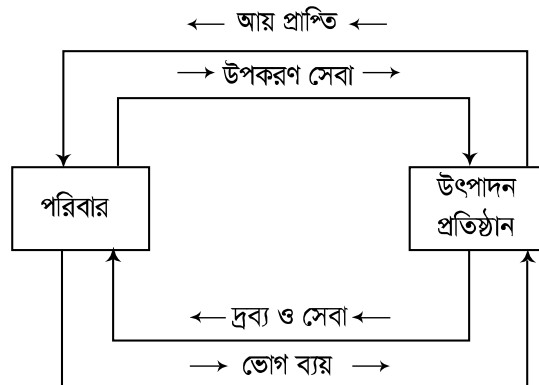 আয় প্রাপ্তি
উপকরণ সেবা
পরিবার
উৎপাদন
প্রতিষ্ঠান
দ্রব্য ও সেবা
ভোগ ব্যয়